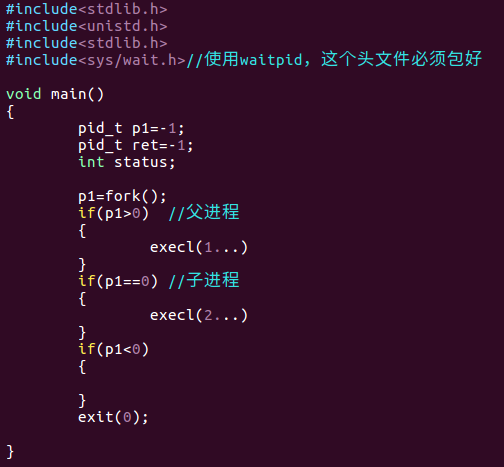 #include<stdlib.h>
#include<unistd.h>
#include<stdlib.h>
#include<sys/wait.h>//使用waitpid，这个头文件必须包好

void main()
{
        pid_t p1=-1;
        pid_t ret=-1;
        int status;

        p1=fork();
        if(p1>0)  //父进程
        {
                execl(1...)
        }
        if(p1==0) //子进程
        {
                execl(2...)
        }
        if(p1<0)
        {

        }
        exit(0);

}